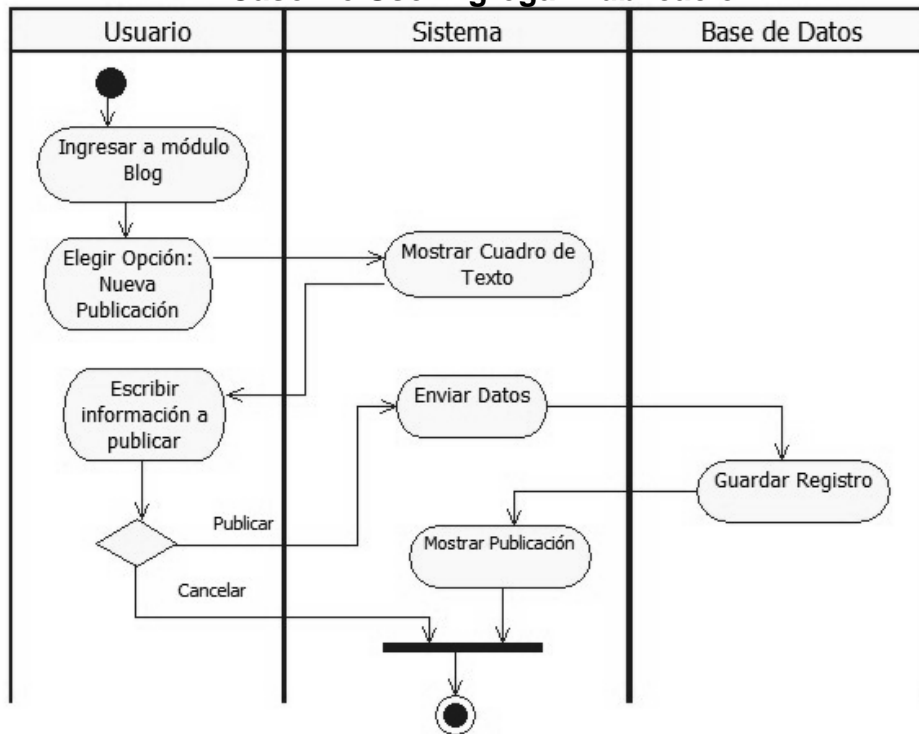 Usuario
Sistema
Base de Datos
Ingresar a módulo
Blog
Elegir Opción:
Nueva
Publicación
Mostrar Cuadro de
Texto
Escribir
información a
publicar
Enviar Datos
Guardar Registro
Publicar
Mostrar Publicación
Cancelar